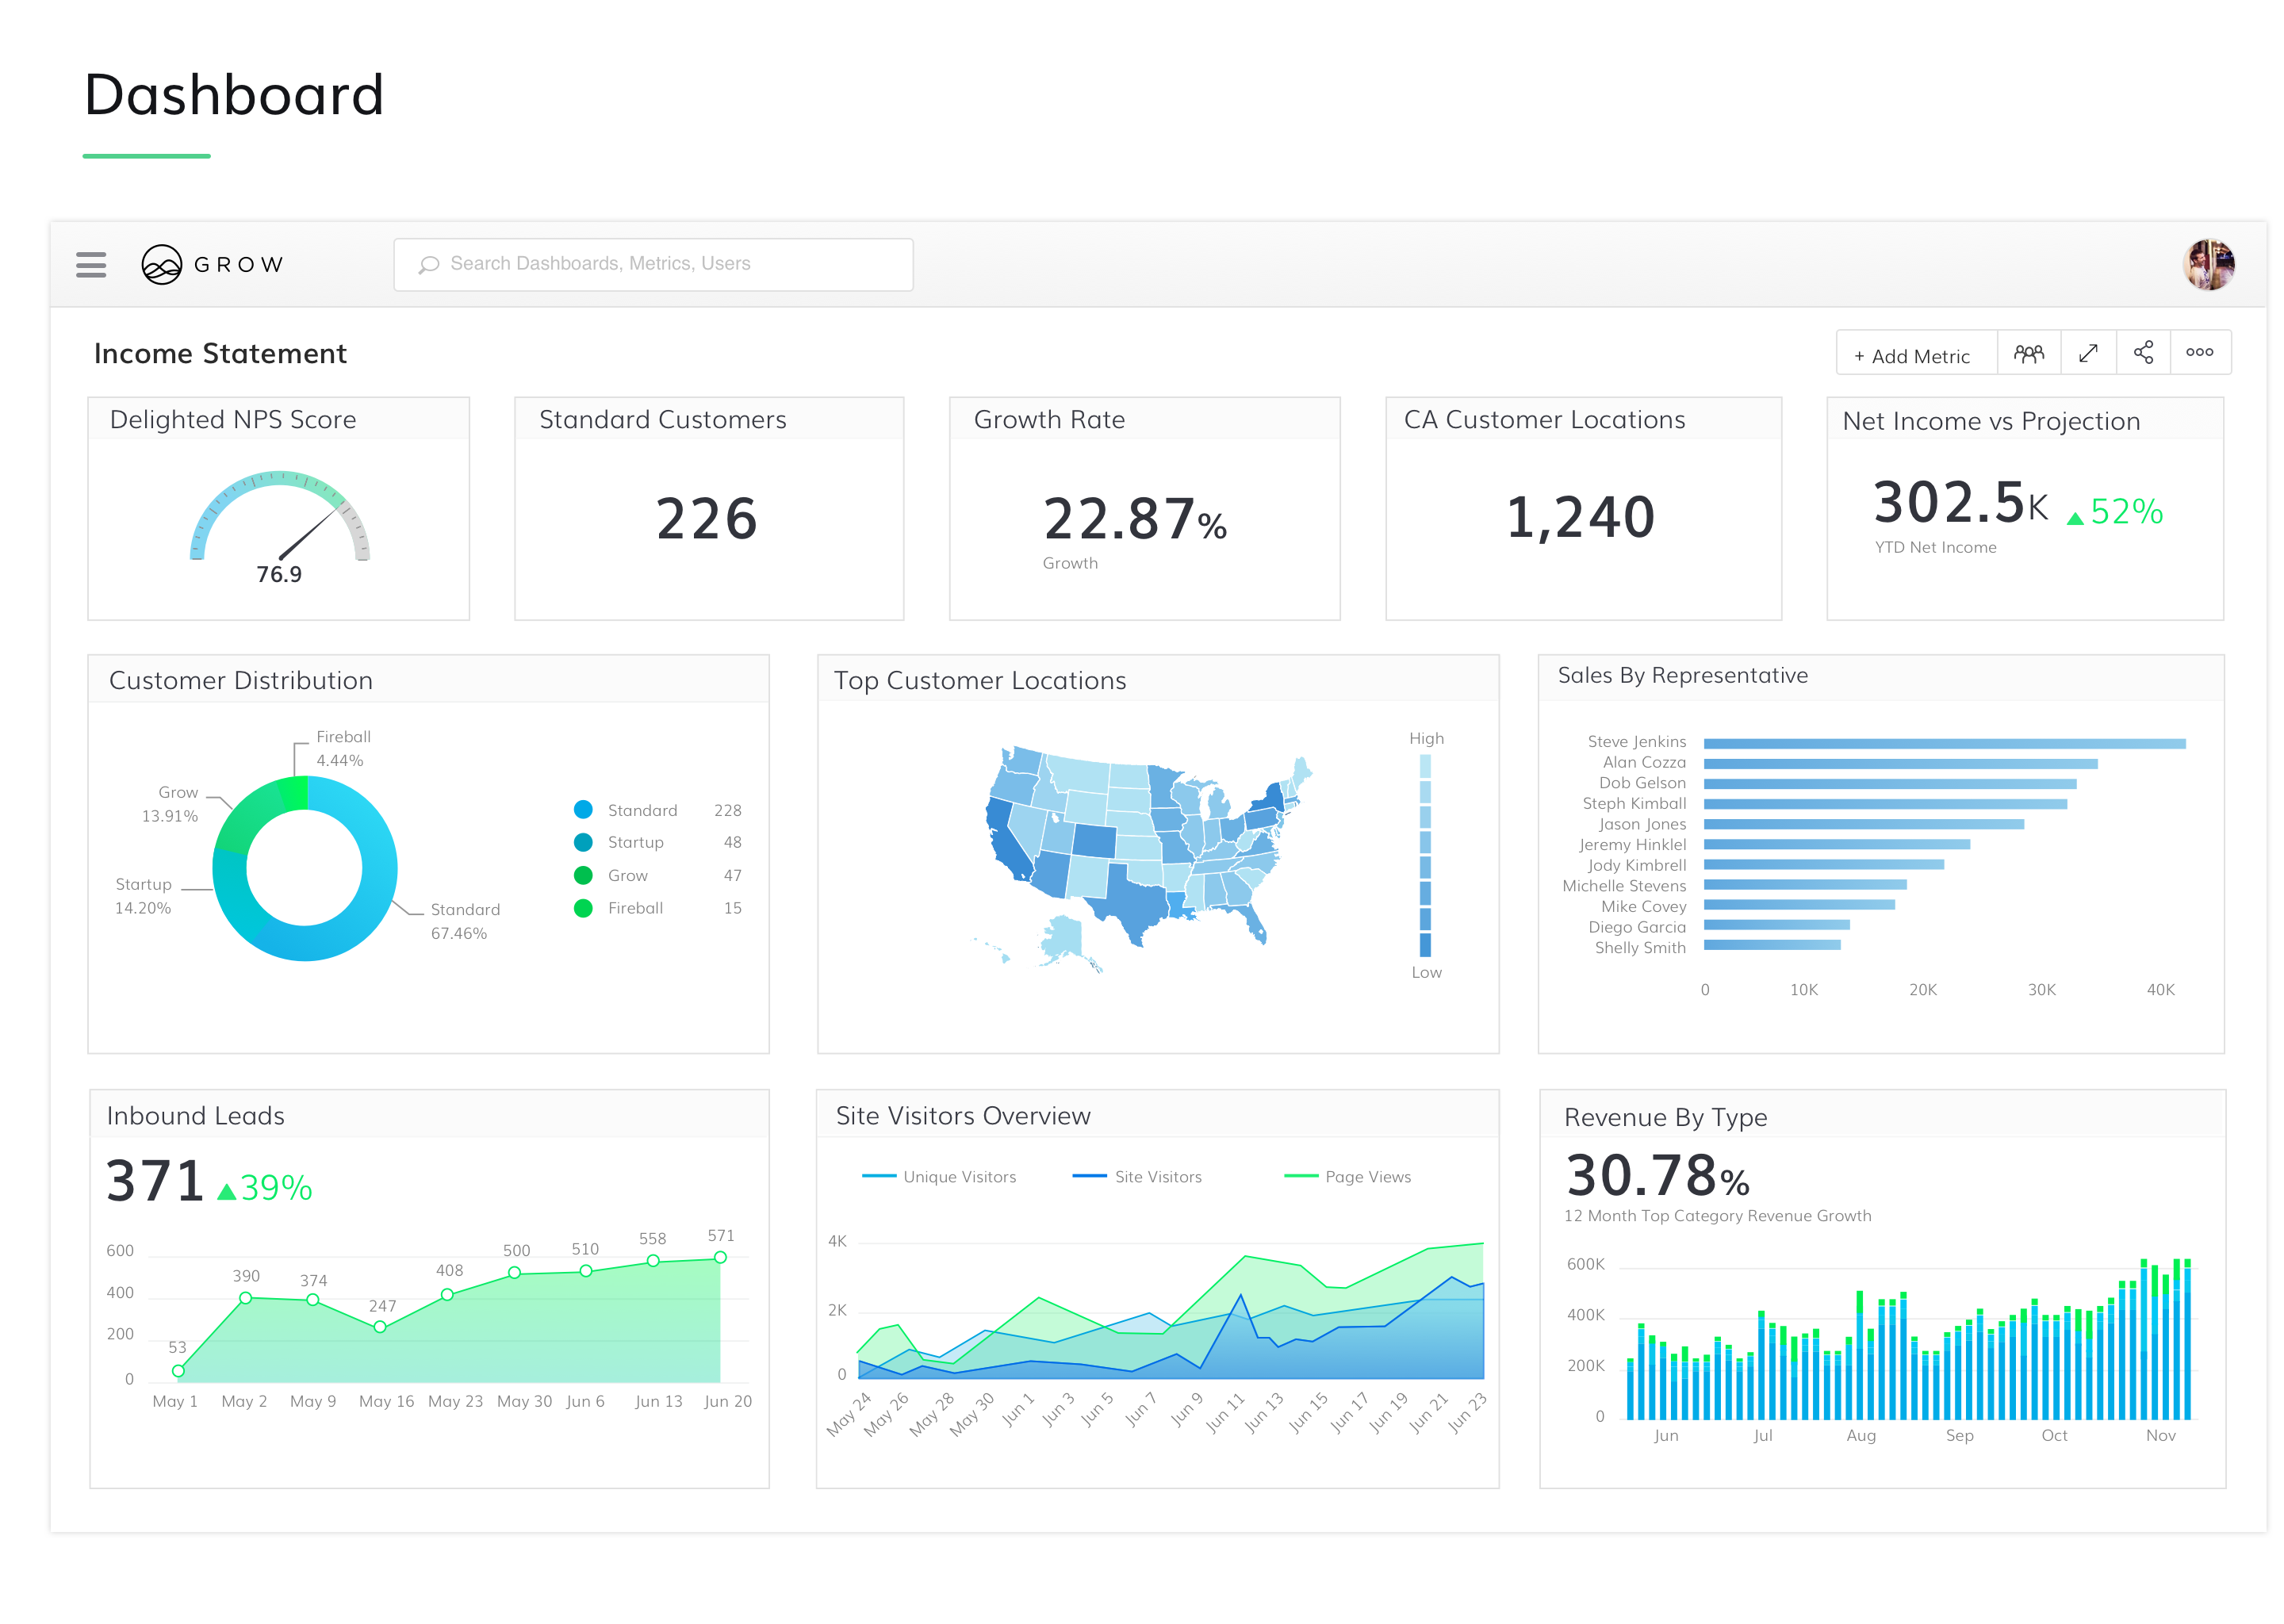 Dashboard
GROW
Search Dashboards, Metrics, Users
Income Statement
+ Add Metric
Delighted NPS Score
76.9
Standard Customers
226
Growth Rate
22.87%
Growth
CA Customer Locations
1,240
Net Income vs Projection
302.5K ▲52%
YTD Net Income
Customer Distribution
Fireball
4.44%
Grow
13.91%
Startup
14.20%
Standard
67.46%
Standard 228
Startup 48
Grow 47
Fireball 15
Top Customer Locations
High
Low
Sales By Representative
Steve Jenkins
Alan Cozza
Dob Gelson
Steph Kimball
Jason Jones
Jeremy Hinklel
Jody Kimbrell
Michelle Stevens
Mike Covey
Diego Garcia
Shelly Smith
0 10K 20K 30K 40K
Inbound Leads
371 ▲39%
600
400
200
0
53 390 374 247 408 500 510 558 571
May 1 May 2 May 9 May 16 May 23 May 30 Jun 6 Jun 13 Jun 20
Site Visitors Overview
Unique Visitors Site Visitors Page Views
4K
2K
0
May 24 May 26 May 28 May 30 Jun 1 Jun 3 Jun 5 Jun 7 Jun 9 Jun 11 Jun 13 Jun 15 Jun 17 Jun 19 Jun 21 Jun 23
Revenue By Type
30.78%
12 Month Top Category Revenue Growth
600K
400K
200K
0
Jun Jul Aug Sep Oct Nov